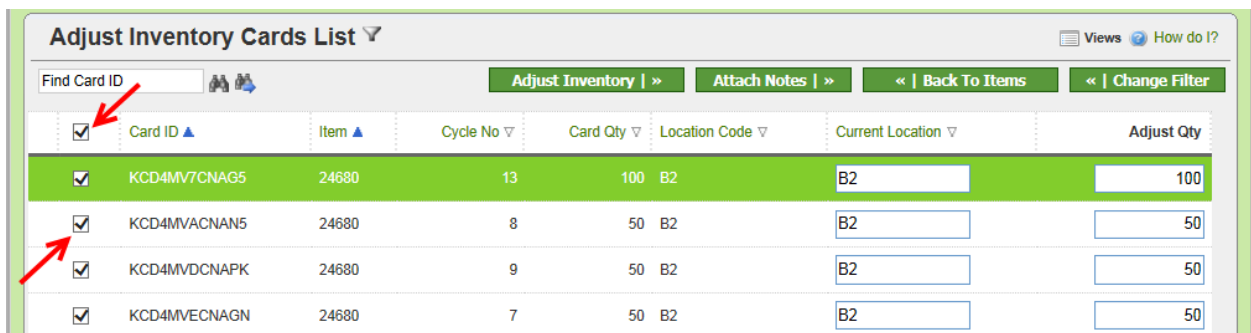 Adjust Inventory Cards List Views How do I?
Find Card ID Adjust Inventory | » Attach Notes | » « | Back To Items « | Change Filter
Card ID Item Cycle No Card Qty Location Code Current Location Adjust Qty
KCD4MV7CNAG5 24680 13 100 B2 B2 100
KCD4MVACNAN5 24680 8 50 B2 B2 50
KCD4MVDCNAPK 24680 9 50 B2 B2 50
KCD4MVECNAGN 24680 7 50 B2 B2 50